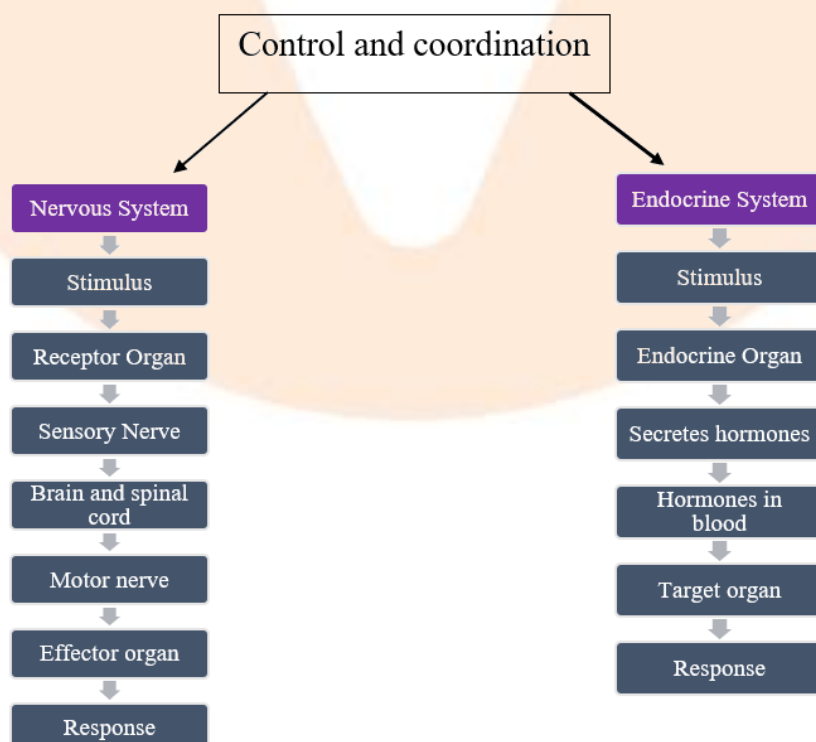 Control and coordination
Nervous System
Stimulus
Receptor Organ
Sensory Nerve
Brain and spinal
cord
Motor nerve
Effector organ
Response
Endocrine System
Stimulus
Endocrine Organ
Secretes hormones
Hormones in
blood
Target organ
Response